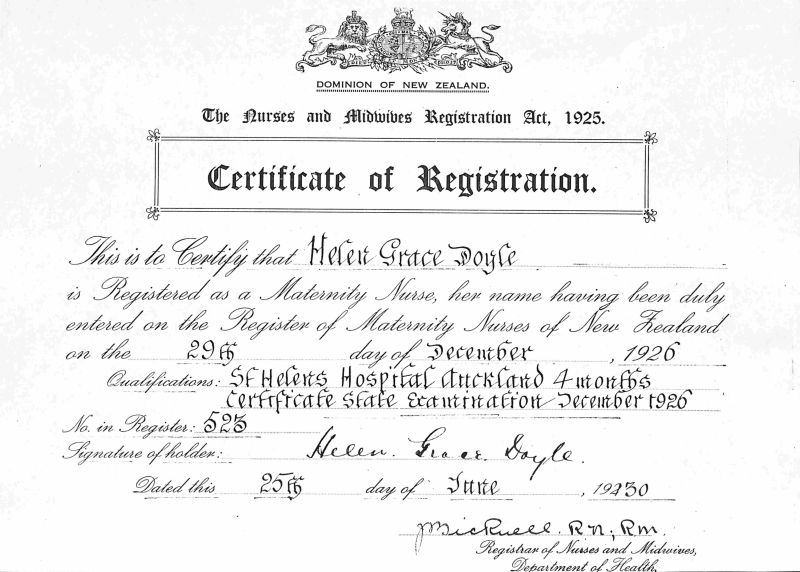 DOMINION OF NEW ZEALAND.
The Nurses and Midwives Registration Act, 1925.
Certificate of Registration.
This is to Certify that Helen Grace Doyle
is Registered as a Maternity Nurse, her name having been duly
entered on the Register of Maternity Nurses of New Zealand
on the 29th day of December, 1926
Qualifications: St Helens Hospital Auckland 4 months
Certificate State Examination December 1926
No. in Register: 523
Signature of holder: Helen. Grace. Doyle.
Dated this 25th day of June, 19230
JBicknell. R.N; R.M.
Registrar of Nurses and Midwives,
Department of Health.